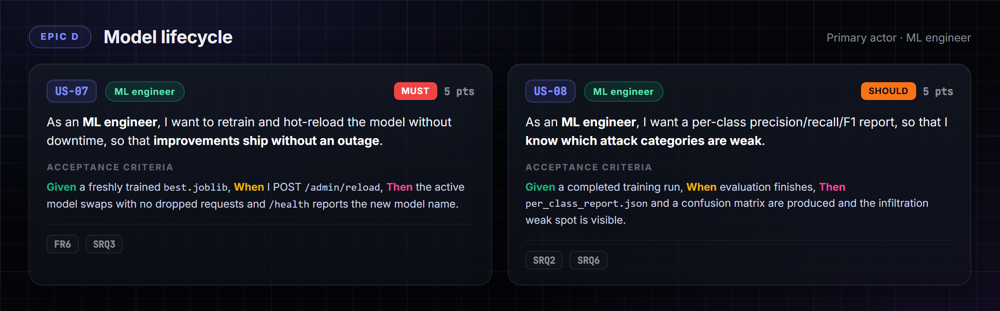 EPIC D
Model lifecycle
Primary actor · ML engineer
US-07
ML engineer
MUST
5 pts
As an ML engineer, I want to retrain and hot-reload the model without
downtime, so that improvements ship without an outage.
ACCEPTANCE CRITERIA
Given a freshly trained best.joblib, When I POST /admin/reload, Then the active
model swaps with no dropped requests and /health reports the new model name.
FR6
SRQ3
US-08
ML engineer
SHOULD
5 pts
As an ML engineer, I want a per-class precision/recall/F1 report, so that I
know which attack categories are weak.
ACCEPTANCE CRITERIA
Given a completed training run, When evaluation finishes, Then
per_class_report.json and a confusion matrix are produced and the infiltration
weak spot is visible.
SRQ2
SRQ6